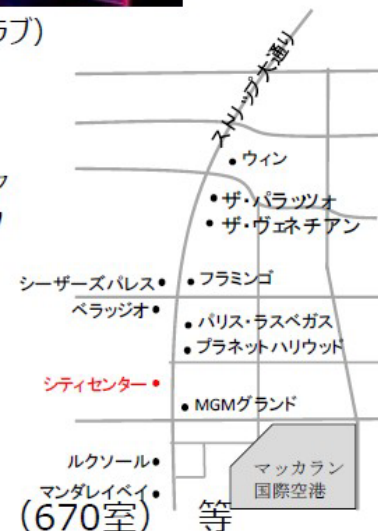 ラブ)
ストリップ大通り
ウィン
ザ・パラッツォ
ザ・ヴェネチアン
シーザーズパレス
フラミンゴ
ベラッジオ
パリス・ラスベガス
プラネットハリウッド
シティセンター
MGMグランド
ルクソール
マッカラン
国際空港
マンダレイベイ
(670室) 等